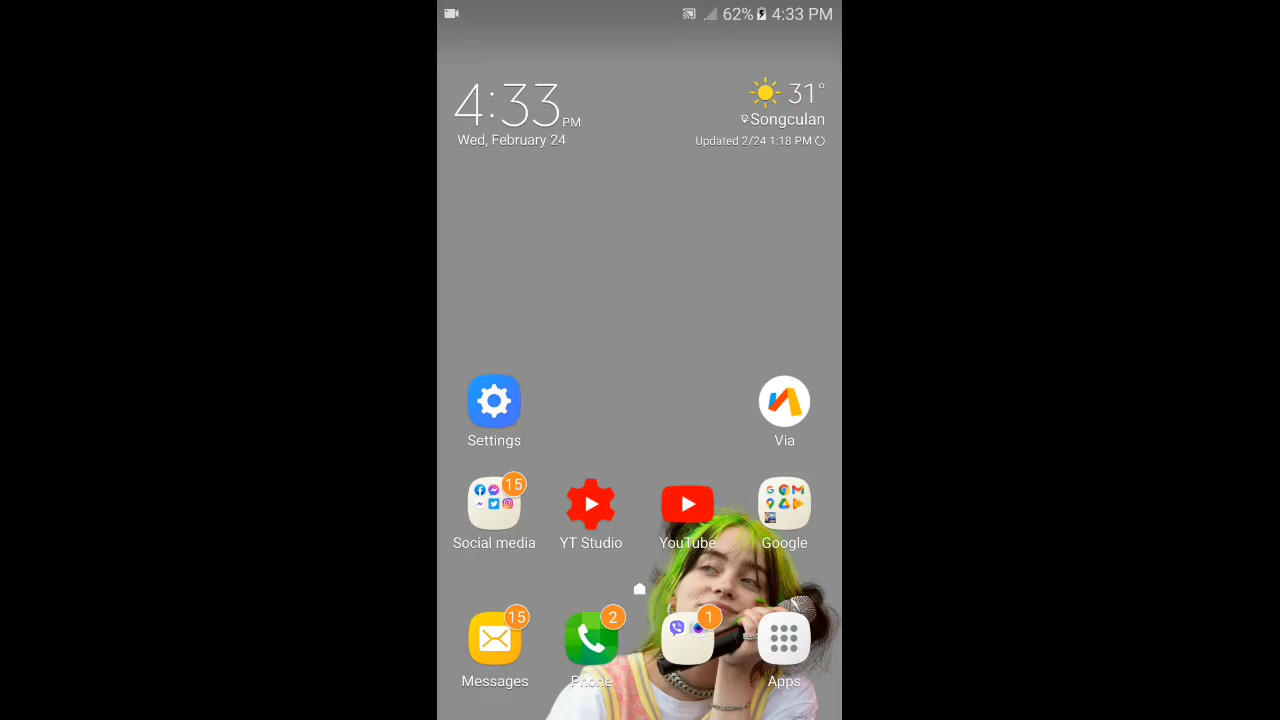 62% 4:33 PM
4:33 PM
31°
Songculan
Wed, February 24
Updated 2/24 1:18 PM
Settings
Via
15
Social media
YT Studio
YouTube
Google
15
2
1
Messages
Phone
Apps